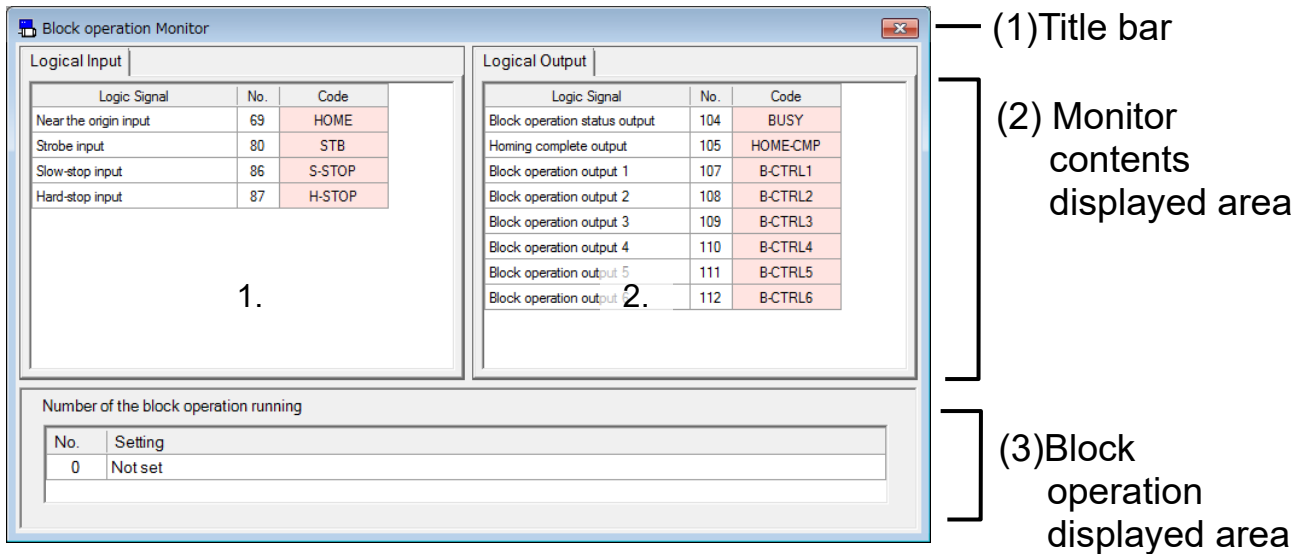 Block operation Monitor
(1)Title bar
Logical Input
Logic Signal No. Code
Near the origin input 69 HOME
Strobe input 80 STB
Slow-stop input 86 S-STOP
Hard-stop input 87 H-STOP
1.
Logical Output
Logic Signal No. Code
Block operation status output 104 BUSY
Homing complete output 105 HOME-CMP
Block operation output 1 107 B-CTRL1
Block operation output 2 108 B-CTRL2
Block operation output 3 109 B-CTRL3
Block operation output 4 110 B-CTRL4
Block operation output 5 111 B-CTRL5
Block operation output 6 112 B-CTRL6
2.
(2) Monitor
contents
displayed area
Number of the block operation running
No. Setting
0 Not set
(3)Block
operation
displayed area